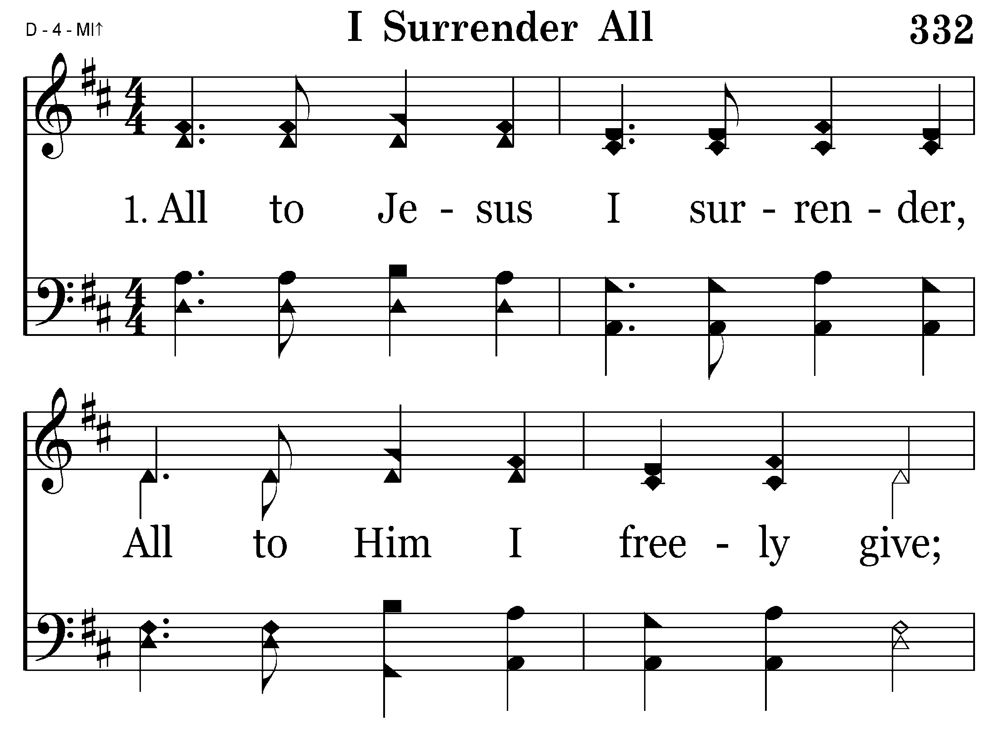 D - 4 - MI↑ I Surrender All 332
1. All to Je - sus I sur - ren - der,
All to Him I free - ly give;